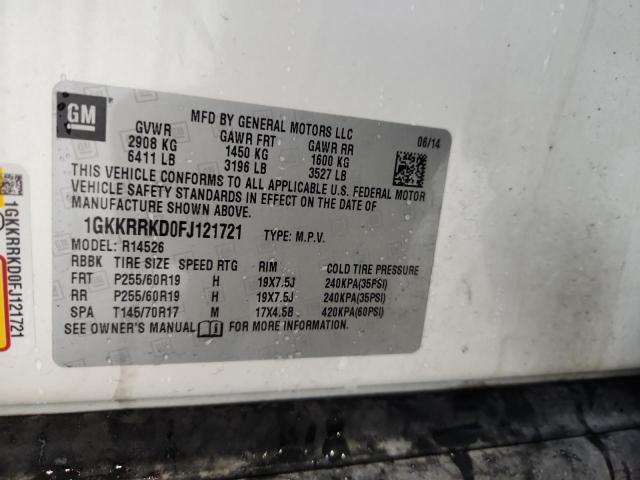 GM
MFD BY GENERAL MOTORS LLC
06/14
GVWR GAWR FRT GAWR RR
2908 KG 1450 KG 1600 KG
6411 LB 3196 LB 3527 LB
THIS VEHICLE CONFORMS TO ALL APPLICABLE U.S. FEDERAL MOTOR
VEHICLE SAFETY STANDARDS IN EFFECT ON THE DATE OF
MANUFACTURE SHOWN ABOVE.
1GKKRRKD0FJ121721 TYPE: M.P.V.
MODEL: R14526
RBBK TIRE SIZE SPEED RTG RIM COLD TIRE PRESSURE
FRT P255/60R19 H 19X7.5J 240KPA(35PSI)
RR P255/60R19 H 19X7.5J 240KPA(35PSI)
SPA T145/70R17 M 17X4.5B 420KPA(60PSI)
SEE OWNER'S MANUAL FOR MORE INFORMATION
1GKKRRKD0FJ121721